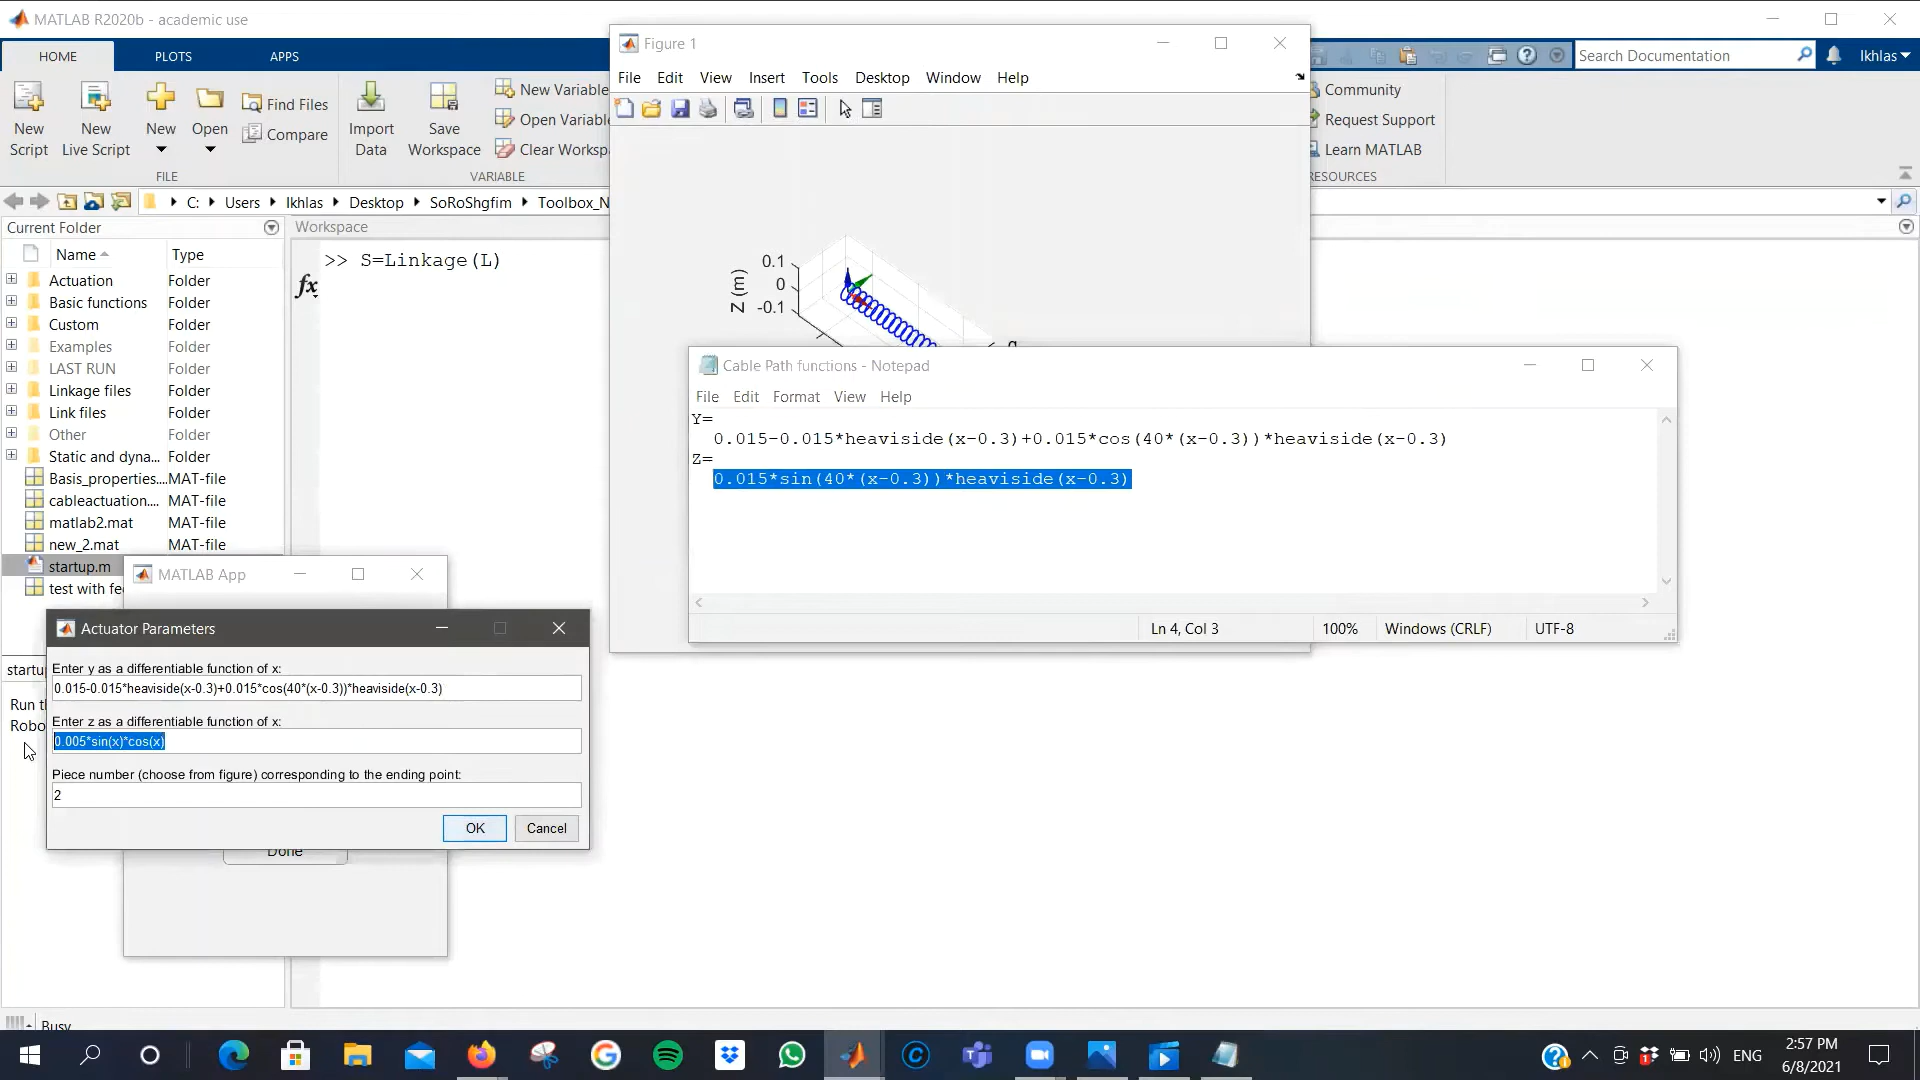 MATLAB R2020b - academic use
HOME
PLOTS
APPS
Search Documentation
Ikhlas
New
Script
New
Live Script
New
Open
Find Files
Compare
Import
Data
Save
Workspace
New Variable
Open Variable
Clear Worksp
FILE
VARIABLE
Community
Request Support
Learn MATLAB
RESOURCES
C:
Users
Ikhlas
Desktop
SoRoShgfim
Toolbox_N
Current Folder
Name
Type
Actuation Folder
Basic functions Folder
Custom Folder
Examples Folder
LAST RUN Folder
Linkage files Folder
Link files Folder
Other Folder
Static and dyna... Folder
Basis_properties.... MAT-file
cableactuation.... MAT-file
matlab2.mat MAT-file
new_2.mat MAT-file
startup.m
test with fe
startu
Run t
Robo
Busy
Workspace
>> S=Linkage(L)
fx
Figure 1
File Edit View Insert Tools Desktop Window Help
0.1
0
-0.1
Z (m)
Cable Path functions - Notepad
File Edit Format View Help
Y=
0.015-0.015*heaviside(x-0.3)+0.015*cos(40*(x-0.3))*heaviside(x-0.3)
Z=
0.015*sin(40*(x-0.3))*heaviside(x-0.3)
Ln 4, Col 3
100%
Windows (CRLF)
UTF-8
MATLAB App
Actuator Parameters
Enter y as a differentiable function of x:
0.015-0.015*heaviside(x-0.3)+0.015*cos(40*(x-0.3))*heaviside(x-0.3)
Enter z as a differentiable function of x:
0.005*sin(x)*cos(x)
Piece number (choose from figure) corresponding to the ending point:
2
OK
Cancel
Done
ENG
2:57 PM
6/8/2021